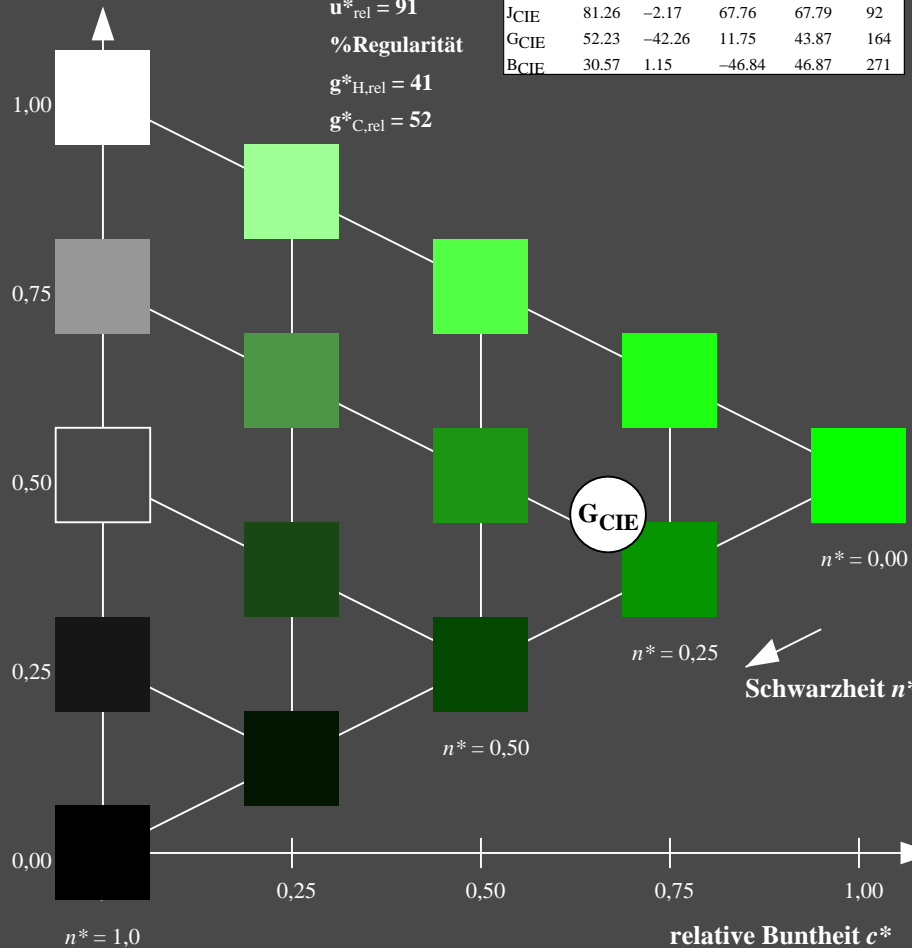 u*rel = 91
%Regularität
g*H,rel = 41
g*C,rel = 52
JCIE 81.26 −2.17 67.76 67.79 92
GCIE 52.23 −42.26 11.75 43.87 164
BCIE 30.57 1.15 −46.84 46.87 271
1,00
0,75
0,50
0,25
0,00
GCIE
n* = 0,00
n* = 0,25
Schwarzheit n*
n* = 0,50
0,25 0,50 0,75 1,00
n* = 1,0
relative Buntheit c*